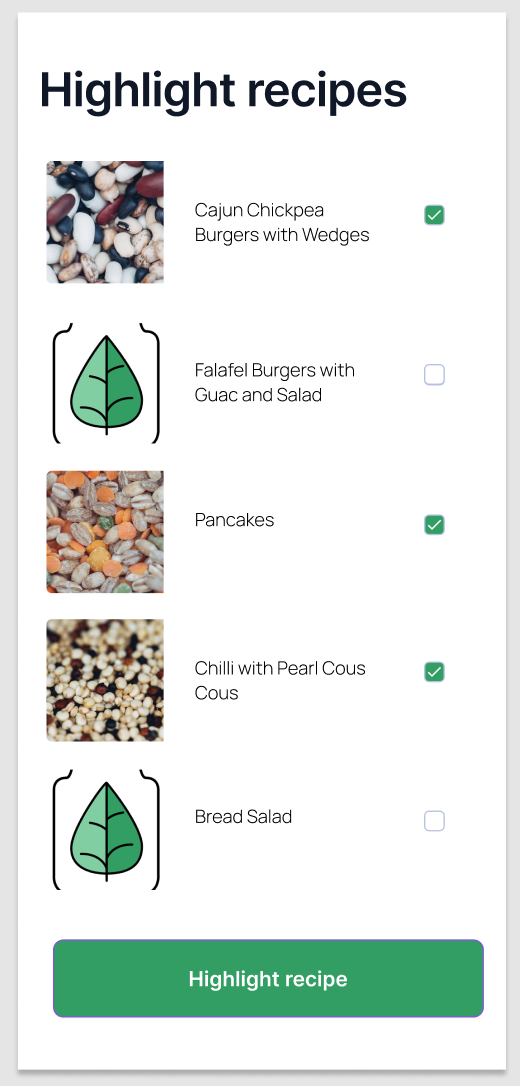 Highlight recipes
Cajun Chickpea
Burgers with Wedges
Falafel Burgers with
Guac and Salad
Pancakes
Chilli with Pearl Cous
Cous
Bread Salad
Highlight recipe